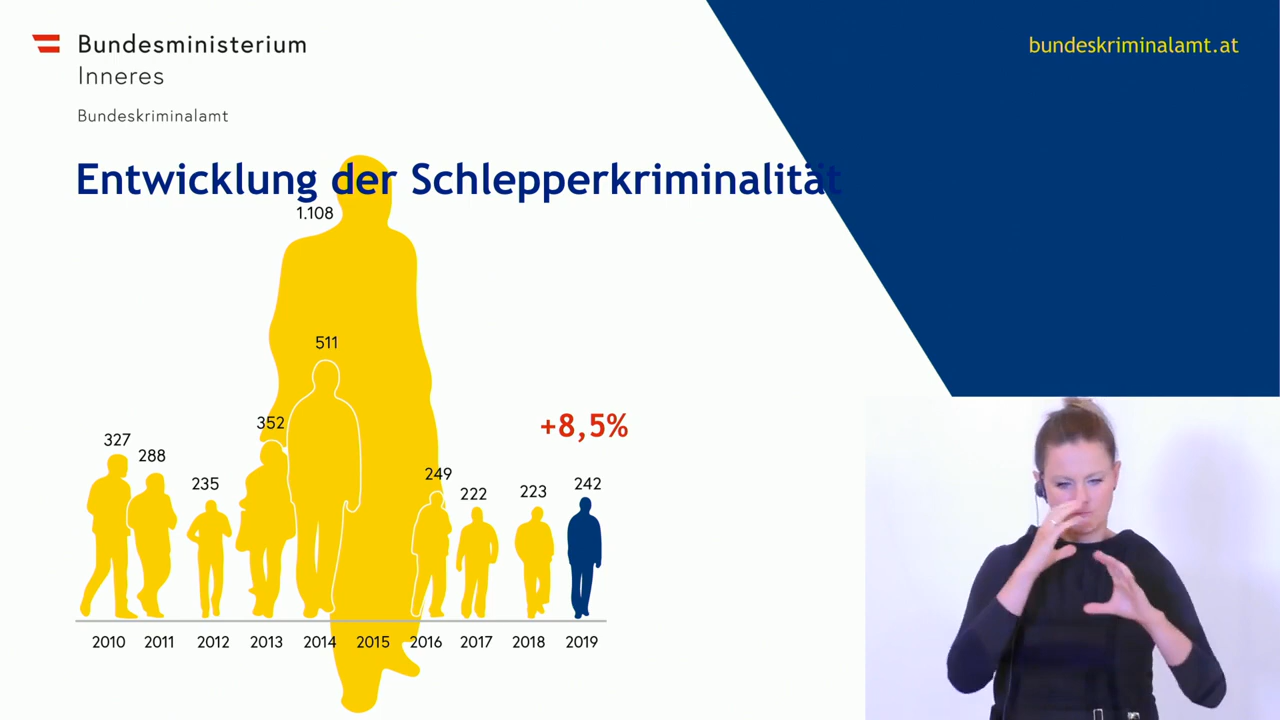 Bundesministerium
Inneres
Bundeskriminalamt
bundeskriminalamt.at
Entwicklung der Schlepperkriminalität
1.108
511
352
327
288
235
249
222
223
242
+8,5%
2010 2011 2012 2013 2014 2015 2016 2017 2018 2019